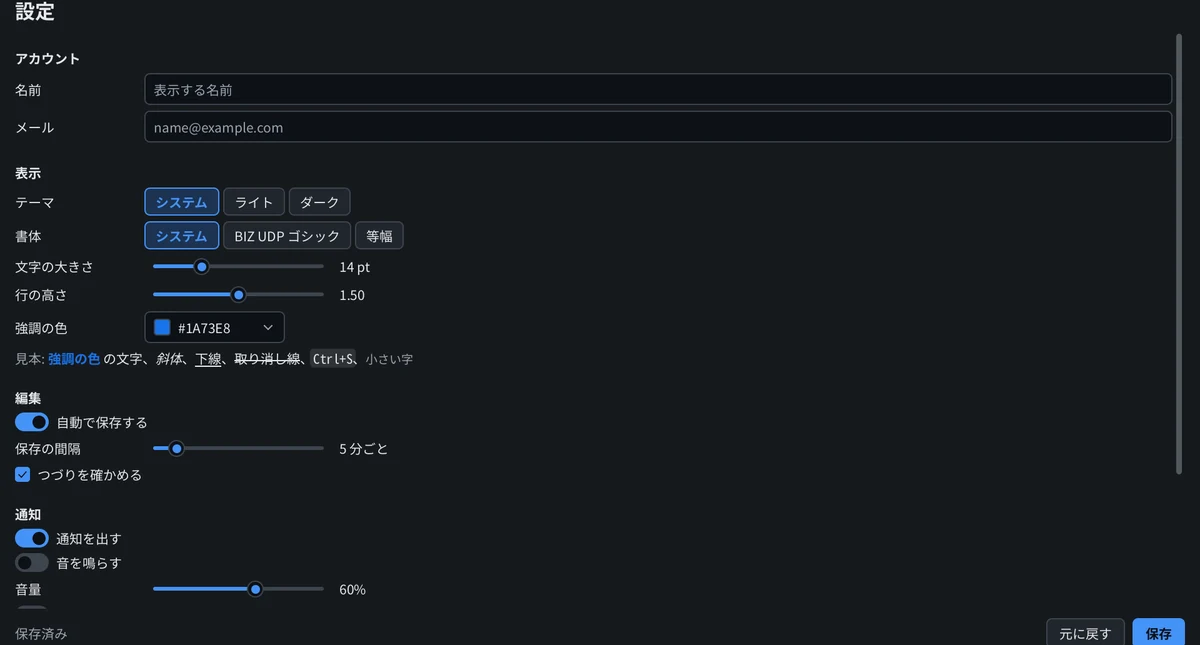 設定
アカウント
名前 表示する名前
メール name@example.com
表示
テーマ システム ライト ダーク
書体 システム BIZ UDP ゴシック 等幅
文字の大きさ 14 pt
行の高さ 1.50
強調の色 #1A73E8
見本: 強調の色 の文字、斜体、下線、取り消し線、Ctrl+S、小さい字
編集
自動で保存する
保存の間隔 5 分ごと
つづりを確かめる
通知
通知を出す
音を鳴らす
音量 60%
保存済み 元に戻す 保存